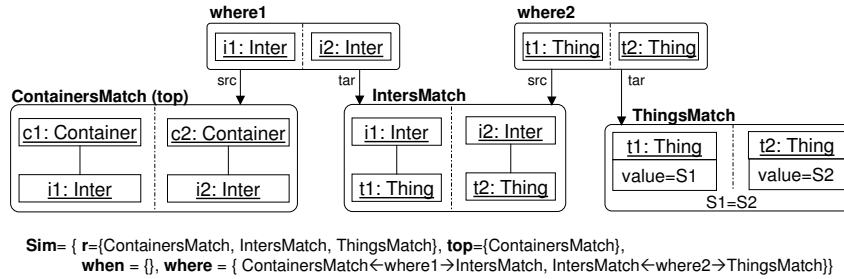 where1
where2
i1: Inter
i2: Inter
t1: Thing
t2: Thing
src
tar
src
tar
ContainersMatch (top)
IntersMatch
ThingsMatch
c1: Container
c2: Container
i1: Inter
i2: Inter
t1: Thing
t2: Thing
value=S1
value=S2
i1: Inter
i2: Inter
t1: Thing
t2: Thing
S1=S2
Sim= { r={ContainersMatch, IntersMatch, ThingsMatch}, top={ContainersMatch},
when = {}, where = { ContainersMatch←where1→IntersMatch, IntersMatch←where2→ThingsMatch}}